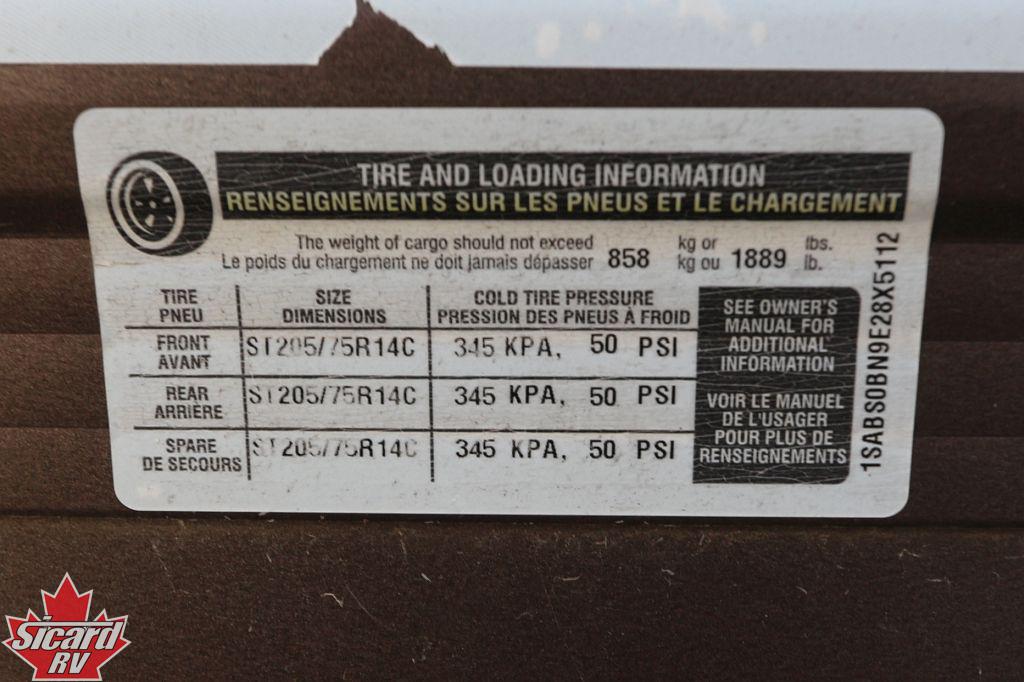 TIRE AND LOADING INFORMATION
RENSEIGNEMENTS SUR LES PNEUS ET LE CHARGEMENT
The weight of cargo should not exceed 858 kg or 1889 lbs.
Le poids du chargement ne doit jamais dépasser kg ou lb.
TIRE SIZE COLD TIRE PRESSURE
PNEU DIMENSIONS PRESSION DES PNEUS À FROID
FRONT ST205/75R14C 345 KPA, 50 PSI
AVANT
REAR ST205/75R14C 345 KPA, 50 PSI
ARRIÈRE
SPARE ST205/75R14C 345 KPA, 50 PSI
DE SECOURS
SEE OWNER'S
MANUAL FOR
ADDITIONAL
INFORMATION
VOIR LE MANUEL
DE L'USAGER
POUR PLUS DE
RENSEIGNEMENTS
1SABS0BN9E28X5112
Sicard
RV